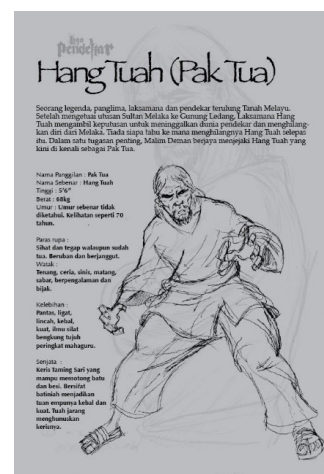 Pendekar
Hang Tuah (Pak Tua)
Seorang legenda, panglima, laksamana dan pendekar terulung Tanah Melayu.
Setelah mengetuai utusan Sultan Melaka ke Gunung Ledang, Laksamana Hang
Tuah mengambil keputusan untuk meninggalkan dunia pendekar dan menghilang-
kan diri dari Melaka. Tiada siapa tahu ke mana menghilangnya Hang Tuah selepas
itu. Dalam satu tugasan penting, Malim Deman berjaya menjejaki Hang Tuah yang
kini di kenali sebagai Pak Tua.
Nama Panggilan : Pak Tua
Nama Sebenar : Hang Tuah
Tinggi : 5'6"
Berat : 68kg
Umur : Umur sebenar tidak
diketahui. Kelihatan seperti 70
tahun.
Paras rupa :
Sihat dan tegap walaupun sudah
tua. Beruban dan berjanggut.
Watak :
Tenang, ceria, sinis, matang,
sabar, berpengalaman dan
bijak.
Kelebihan :
Pantas, ligat,
lincah, kebal,
kuat, ilmu silat
bengkung tujuh
peringkat mahaguru.
Senjata :
Keris Taming Sari yang
mampu memotong batu
dan besi. Bersifat
batiniah menjadikan
tuan empunya kebal dan
kuat. Tuah jarang
menghunuskan
kerisnya.